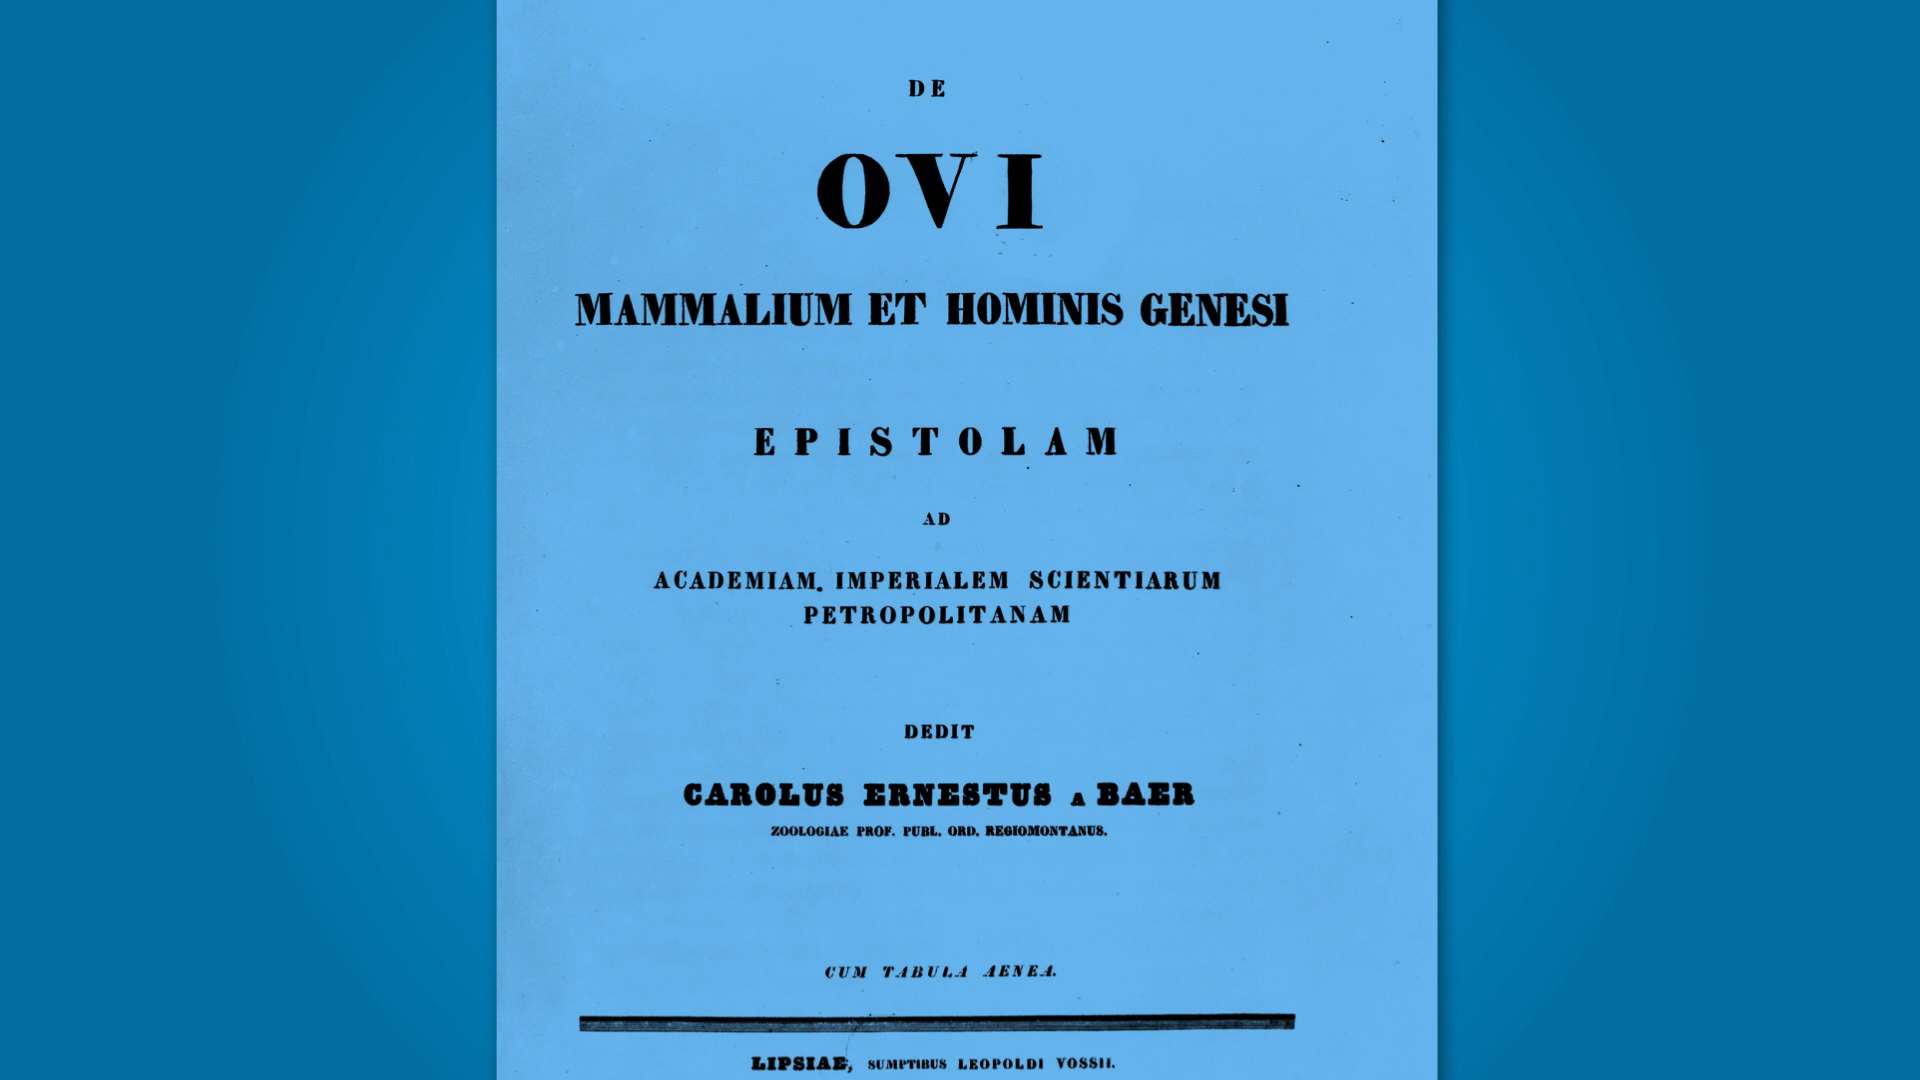 DE
OVI
MAMMALIUM ET HOMINIS GENESI
EPISTOLAM
AD
ACADEMIAM. IMPERIALEM SCIENTIARUM
PETROPOLITANAM
DEDIT
CAROLUS ERNESTUS A BAER
ZOOLOGIAE PROF. PUBL. ORD. REGIOMONTANUS.
CUM TABULA AENEA.
LIPSIAE, SUMPTIBUS LEOPOLDI VOSSII.